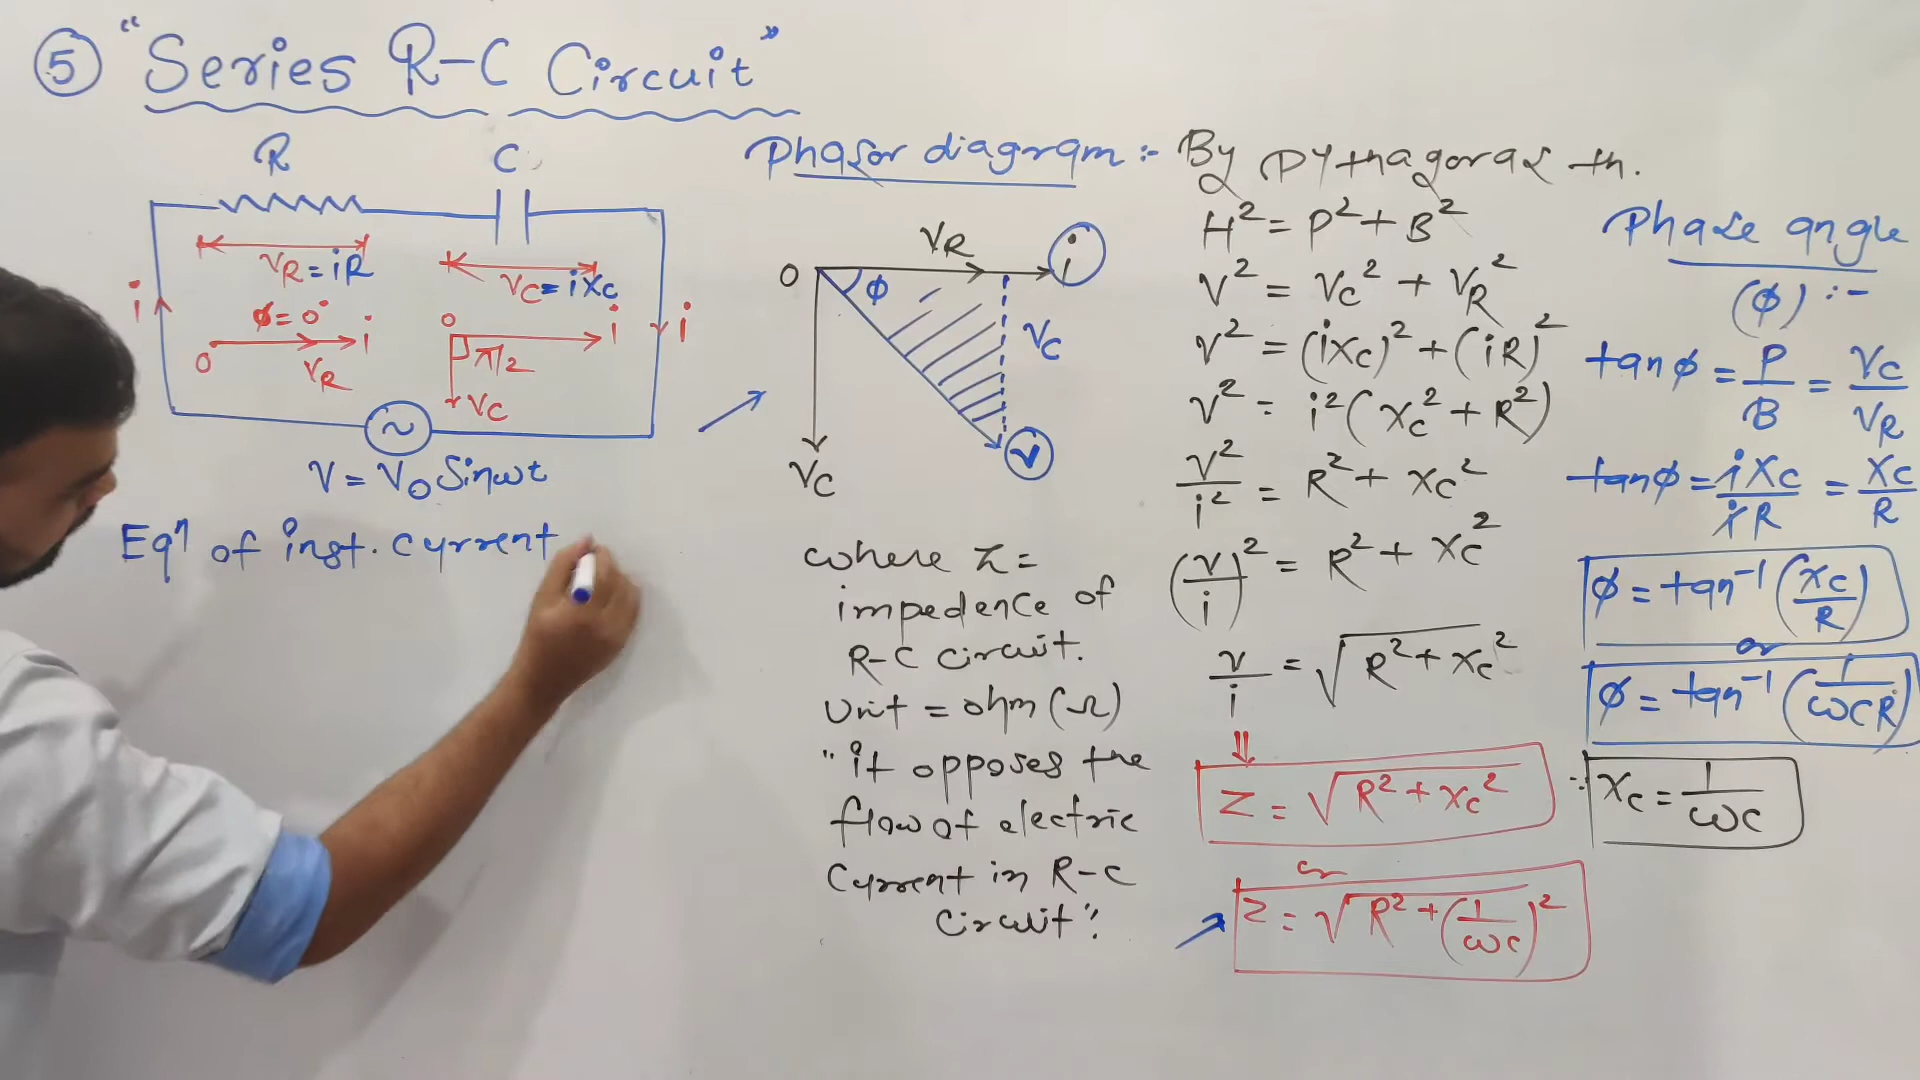 ⑤ "Series R-C Circuit"
R
C
VR = iR
VC = iXC
i
i
ϕ = 0°
O
i
VR
O
i
π/2
VC
~
V = V₀ Sinωt
Eqⁿ of inst. current
Phasor diagram :-
O
VR
i
ϕ
VC
VC
V
where Z =
impedence of
R-C circuit.
Unit = ohm (Ω)
"it opposes the
flow of electric
Current in R-C
Circuit".
By Pythagoras th.
H² = P² + B²
V² = VC² + VR²
V² = (iXC)² + (iR)²
V² = i²(XC² + R²)
V²/i² = R² + XC²
(V/i)² = R² + XC²
V/i = √R² + XC²
⇓
Z = √R² + XC²
or
Z = √R² + (1/ωC)²
Phase angle
(ϕ) :-
tanϕ = P/B = VC/VR
tanϕ = iXC/iR = XC/R
ϕ = tan⁻¹(XC/R)
or
ϕ = tan⁻¹(1/ωCR)
∵ XC = 1/ωC